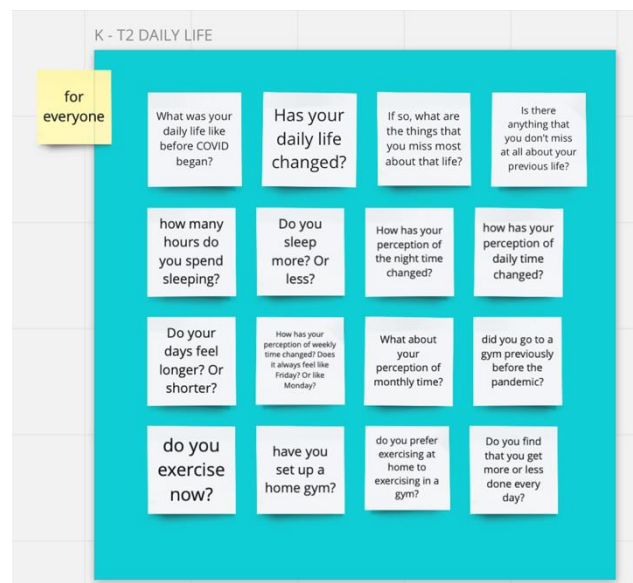 K - T2 DAILY LIFE
for
everyone
What was your
daily life like
before COVID
began?
Has your
daily life
changed?
If so, what are
the things that
you miss most
about that life?
Is there
anything that
you don't miss
at all about your
previous life?
how many
hours do
you spend
sleeping?
Do you
sleep
more? Or
less?
How has your
perception of
the night time
changed?
how has your
perception of
daily time
changed?
Do your
days feel
longer? Or
shorter?
How has your
perception of weekly
time changed? Does
it always feel like
Friday? Or like
Monday?
What about
your
perception of
monthly time?
did you go to a
gym previously
before the
pandemic?
do you
exercise
now?
have you
set up a
home gym?
do you prefer
exercising at
home to
exercising in a
gym?
Do you find
that you get
more or less
done every
day?